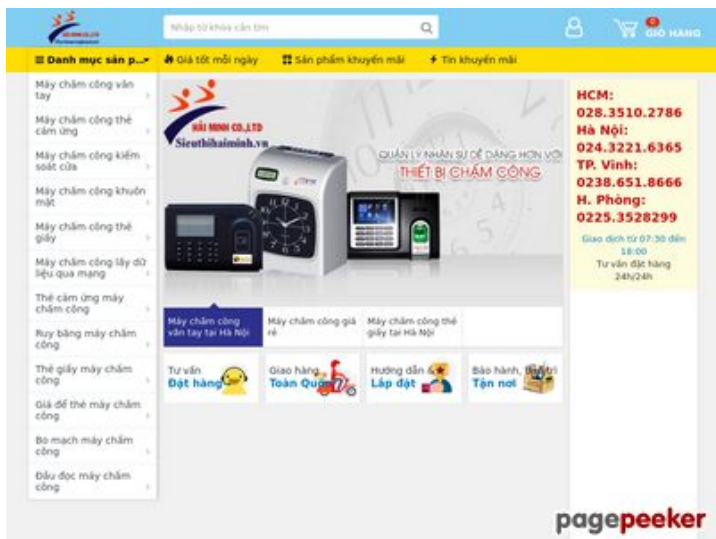 HẢI MINH CO.,LTD
Nhập từ khóa cần tìm
0
GIỎ HÀNG
Danh mục sản p...
Giá tốt mỗi ngày
Sản phẩm khuyến mãi
Tin khuyến mãi
Máy chấm công vân
tay
Máy chấm công thẻ
cảm ứng
Máy chấm công kiểm
soát cửa
Máy chấm công khuôn
mặt
Máy chấm công thẻ
giấy
Máy chấm công lấy dữ
liệu qua mạng
Thẻ cảm ứng máy
chấm công
Ruy băng máy chấm
công
Thẻ giấy máy chấm
công
Giá để thẻ máy chấm
công
Bo mạch máy chấm
công
Đầu đọc máy chấm
công
HẢI MINH CO.,LTD
Sieuthihaiminh.vn
QUẢN LÝ NHÂN SỰ DỄ DÀNG HƠN VỚI
THIẾT BỊ CHẤM CÔNG
Máy chấm công
vân tay tại Hà Nội
Máy chấm công giá
rẻ
Máy chấm công thẻ
giấy tại Hà Nội
Tư vấn
Đặt hàng
Giao hàng
Toàn Quốc
Hướng dẫn &
Lắp đặt
Bảo hành, bảo trì
Tận nơi
HCM:
028.3510.2786
Hà Nội:
024.3221.6365
TP. Vinh:
0238.651.8666
H. Phòng:
0225.3528299
Giao dịch từ 07:30 đến
18:00
Tư vấn đặt hàng
24h/24h
pagepeeker